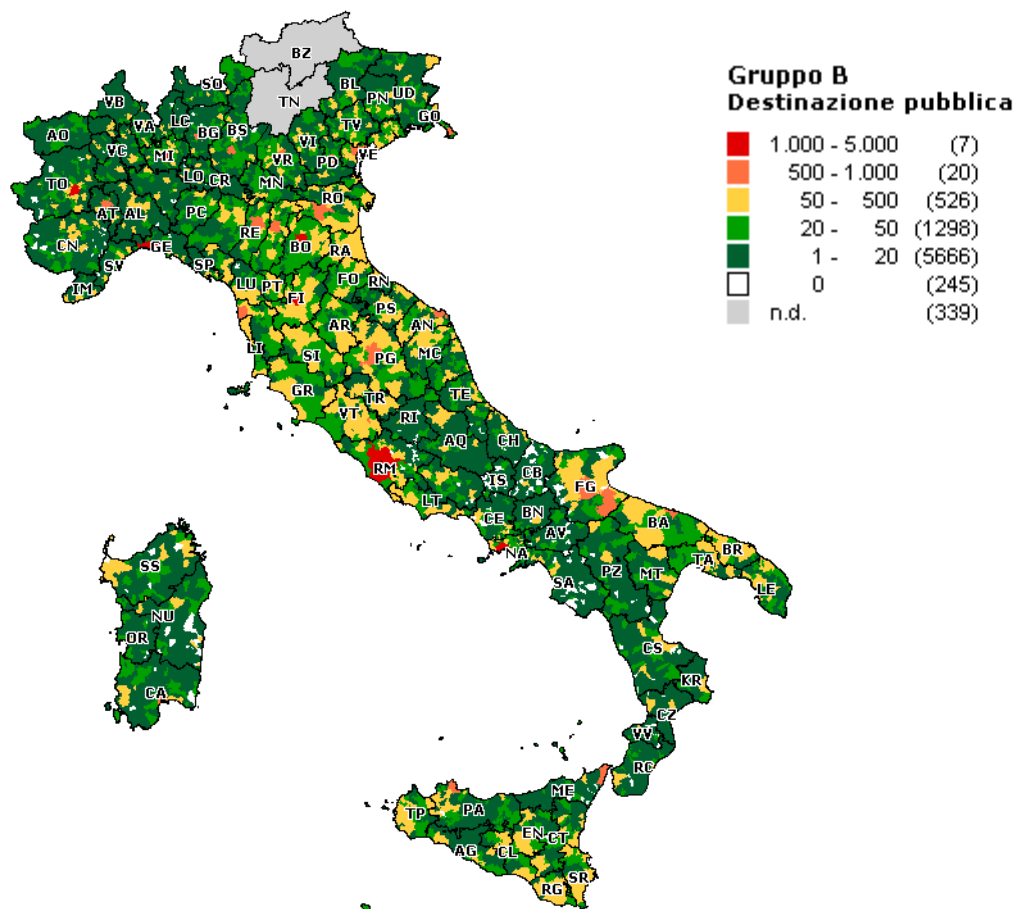 BZ
SO
TN
BL
VB
PN
UD
LC
VA
BG
BS
TV
GO
AO
VI
VC
MI
VR
VE
PD
TO
LO
CR
MN
RO
AT
AL
PC
CN
RE
GE
BO
RA
SV
SP
FO
IM
LU
PT
RN
FI
PS
AR
AN
LI
SI
PG
MC
GR
TR
TE
VT
RI
AQ
CH
RM
CB
IS
FG
LT
CE
BN
BA
AV
NA
BR
TA
SS
PZ
MT
SA
LE
NU
OR
CS
CA
KR
CZ
VV
RC
ME
TP
PA
EN
CT
AG
CL
SR
RG
Gruppo B
Destinazione pubblica
1.000 - 5.000 (7)
500 - 1.000 (20)
50 - 500 (526)
20 - 50 (1298)
1 - 20 (5666)
0 (245)
n.d. (339)